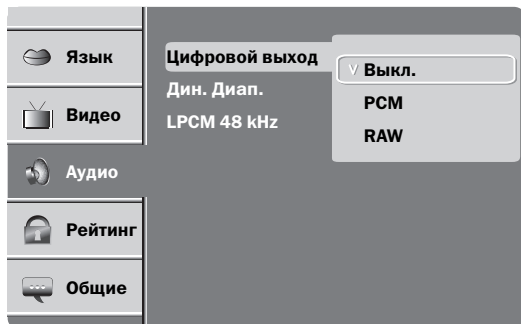 Язык
Видео
Аудио
Рейтинг
Общие
Цифровой выход
Дин. Диап.
LPCM 48 kHz
Выкл.
PCM
RAW